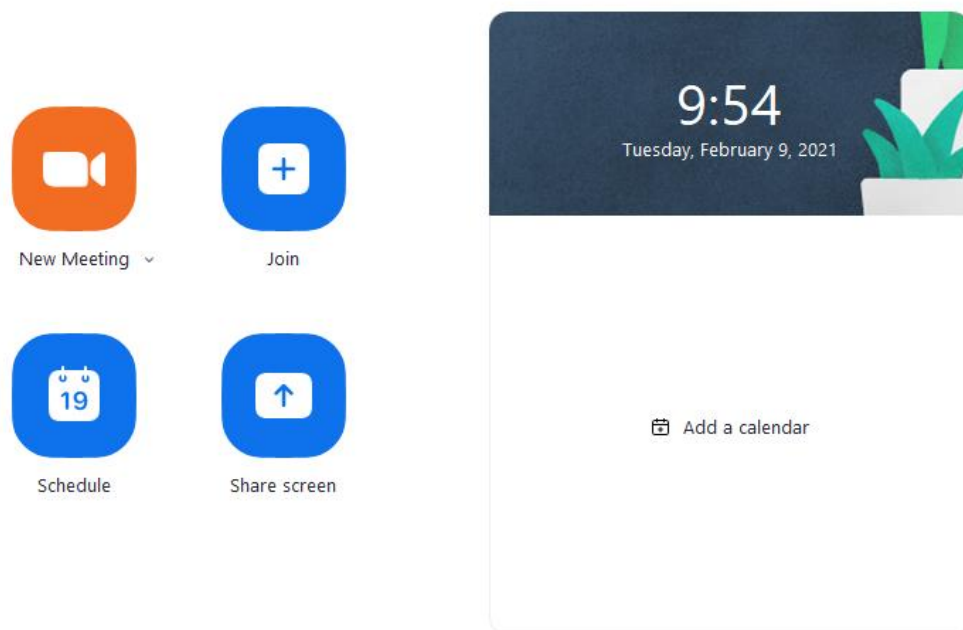 New Meeting
Join
19
Schedule
Share screen
9:54
Tuesday, February 9, 2021
Add a calendar